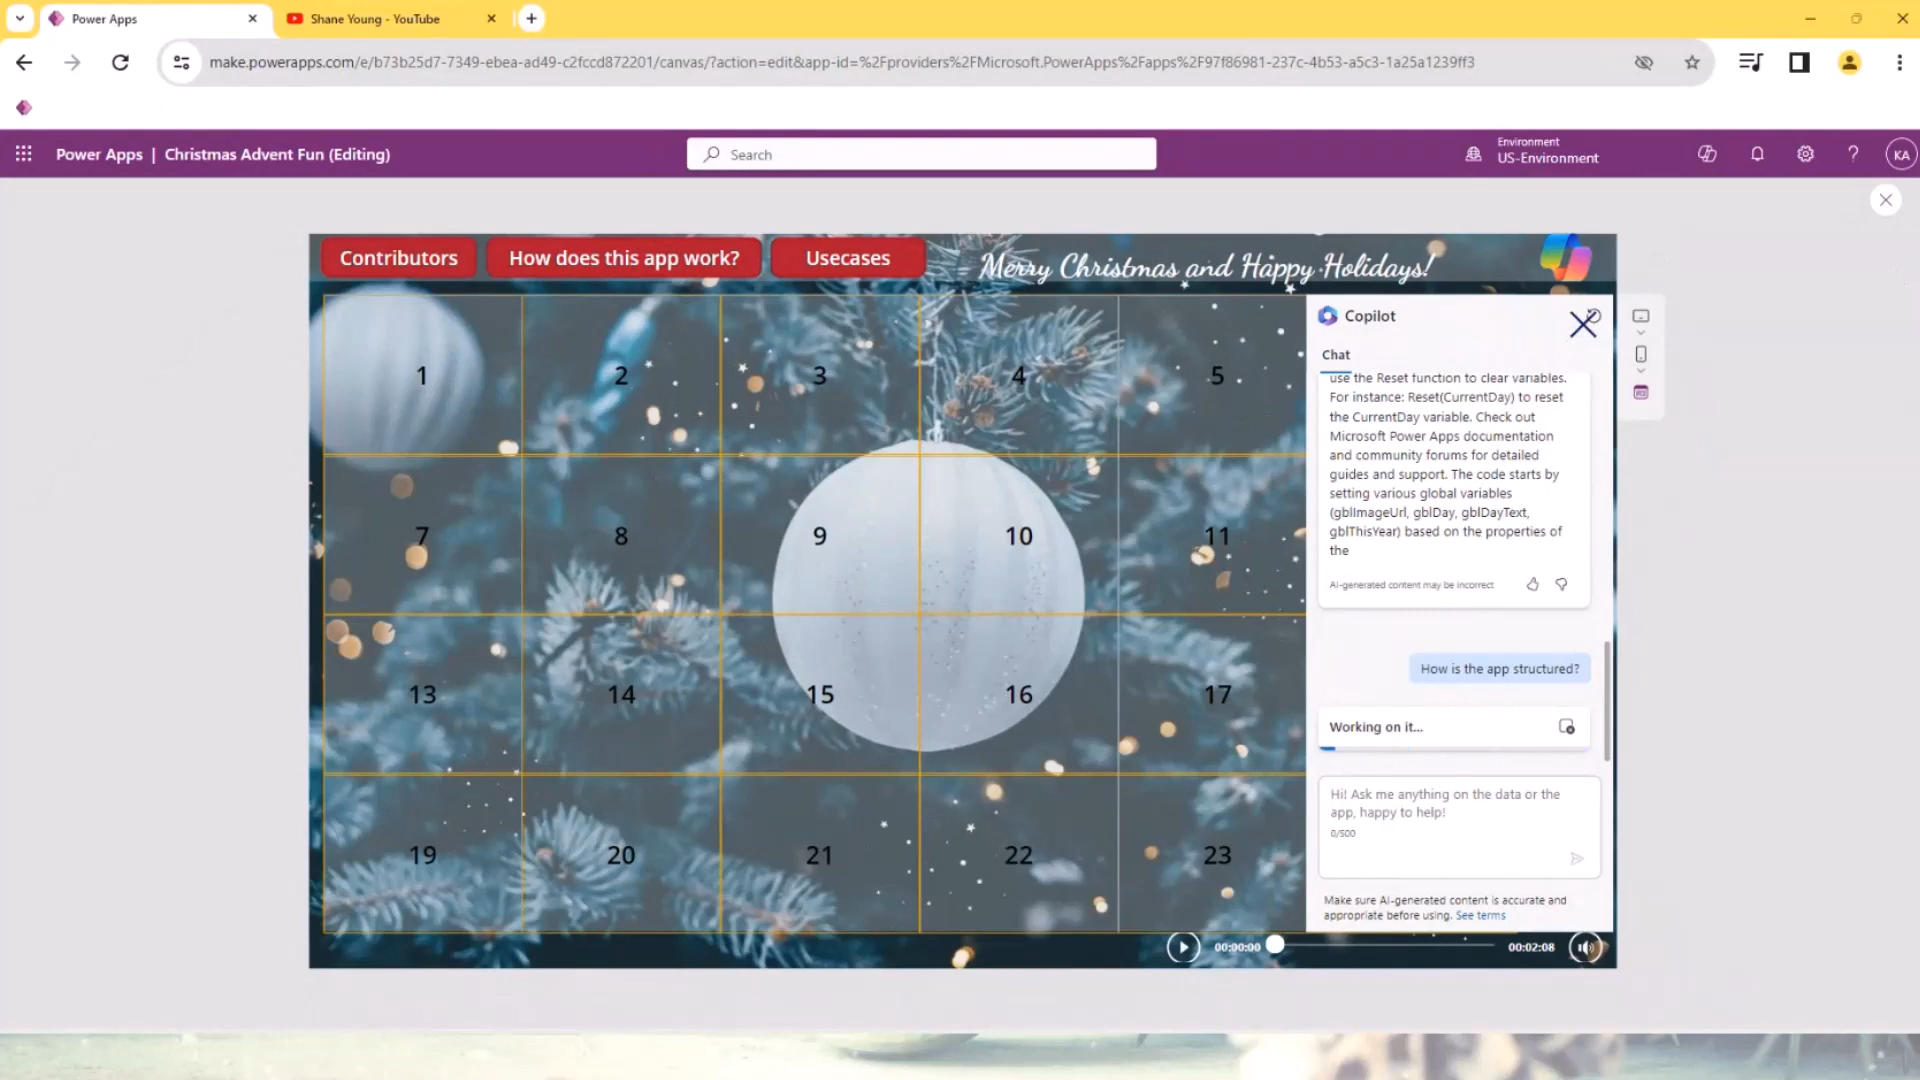 Power Apps
Shane Young - YouTube
make.powerapps.com/e/b73b25d7-7349-ebea-ad49-c2fccd872201/canvas/?action=edit&app-id=%2Fproviders%2FMicrosoft.PowerApps%2Fapps%2F97f86981-237c-4b53-a5c3-1a25a1239ff3
Power Apps | Christmas Advent Fun (Editing)
Search
Environment
US-Environment
KA
Contributors
How does this app work?
Usecases
Merry Christmas and Happy Holidays!
1
2
3
4
5
7
8
9
10
11
13
14
15
16
17
19
20
21
22
23
Copilot
Chat
use the Reset function to clear variables.
For instance: Reset(CurrentDay) to reset
the CurrentDay variable. Check out
Microsoft Power Apps documentation
and community forums for detailed
guides and support. The code starts by
setting various global variables
(gblImageUrl, gblDay, gblDayText,
gblThisYear) based on the properties of
the
AI-generated content may be incorrect
How is the app structured?
Working on it...
Hi! Ask me anything on the data or the
app, happy to help!
0/500
Make sure AI-generated content is accurate and
appropriate before using. See terms
00:00:00
00:02:08